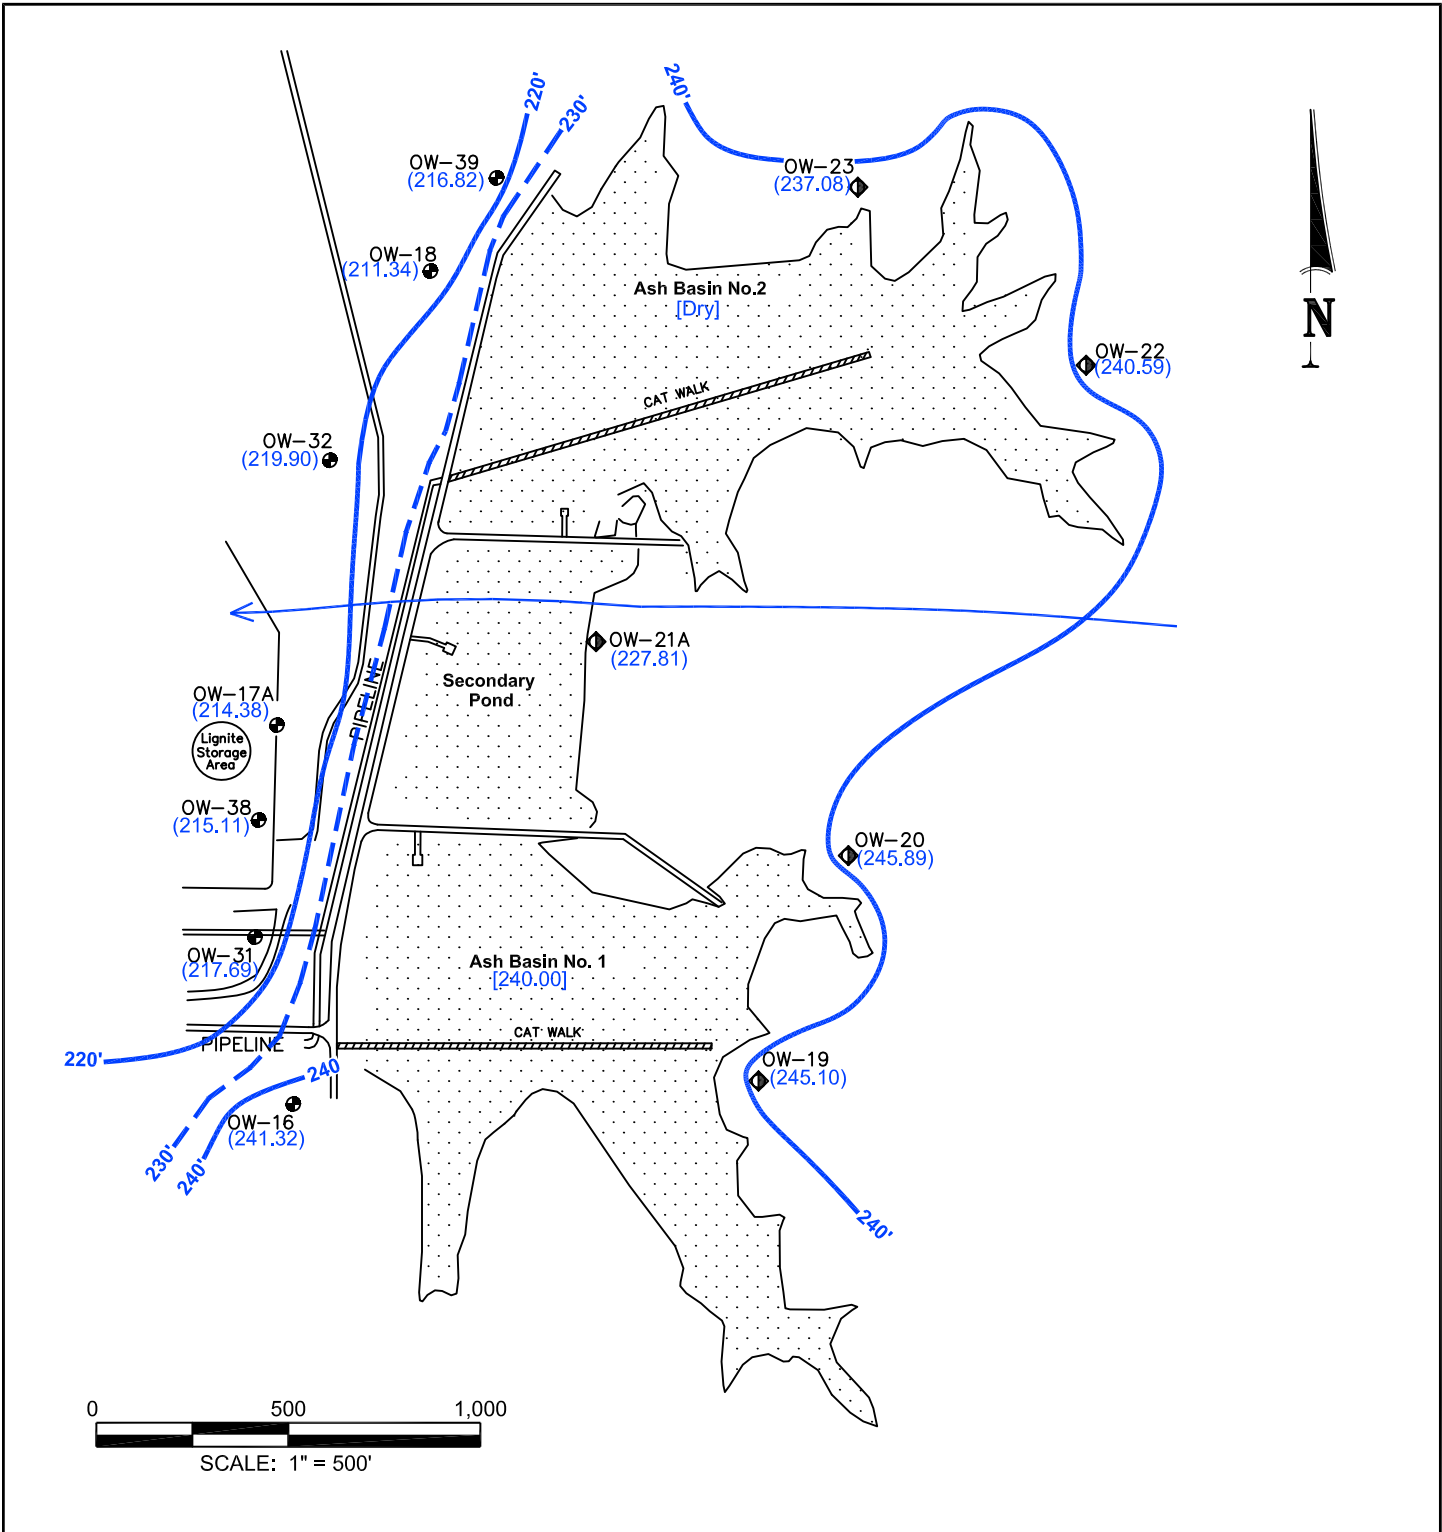 240'
220'
230'
OW-39
(216.82)
OW-23
(237.08)
OW-18
(211.34)
Ash Basin No.2
[Dry]
N
OW-22
(240.59)
CAT WALK
OW-32
(219.90)
OW-21A
(227.81)
PIPELINE
Secondary
Pond
OW-17A
(214.38)
Lignite
Storage
Area
OW-38
(215.11)
OW-20
(245.89)
OW-31
(217.69)
Ash Basin No. 1
[240.00]
CAT WALK
PIPELINE
220'
240
OW-19
(245.10)
OW-16
(241.32)
230'
240'
240'
0 500 1,000
SCALE: 1" = 500'